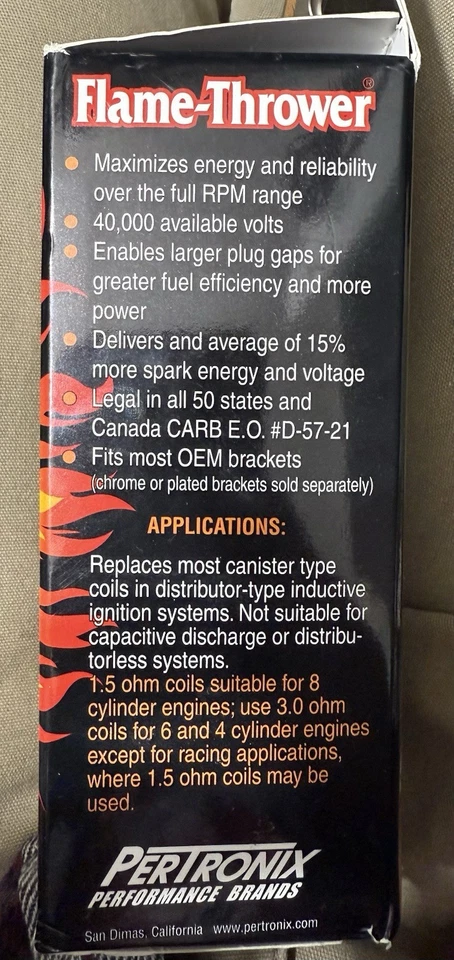 Flame-Thrower®
• Maximizes energy and reliability
over the full RPM range
• 40,000 available volts
• Enables larger plug gaps for
greater fuel efficiency and more
power
• Delivers and average of 15%
more spark energy and voltage
• Legal in all 50 states and
Canada CARB E.O. #D-57-21
• Fits most OEM brackets
(chrome or plated brackets sold separately)
APPLICATIONS:
Replaces most canister type
coils in distributor-type inductive
ignition systems. Not suitable for
capacitive discharge or distribu-
torless systems.
1.5 ohm coils suitable for 8
cylinder engines; use 3.0 ohm
coils for 6 and 4 cylinder engines
except for racing applications,
where 1.5 ohm coils may be
used.
PERTRONIX
PERFORMANCE BRANDS
San Dimas, California www.pertronix.com